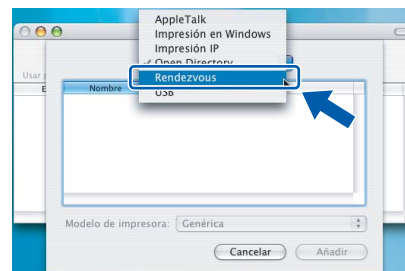 AppleTalk
Impresión en Windows
Impresión IP
Open Directory
Rendezvous
USB
Usar
E
Nombre
Modelo de impresora: Genérica
Cancelar
Añadir